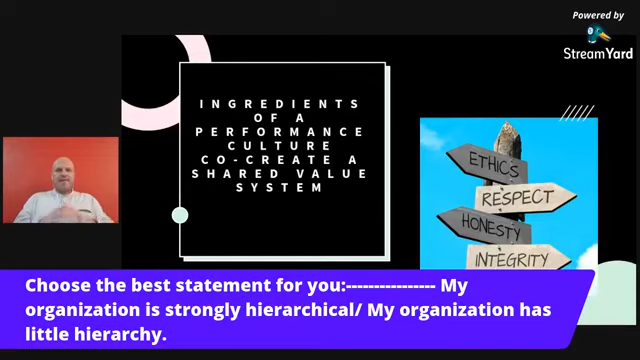 Powered by
StreamYard
INGREDIENTS
OF A
PERFORMANCE
CULTURE
CO-CREATE A
SHARED VALUE
SYSTEM
ETHICS
RESPECT
HONESTY
INTEGRITY
Choose the best statement for you:---------------- My
organization is strongly hierarchical/ My organization has
little hierarchy.